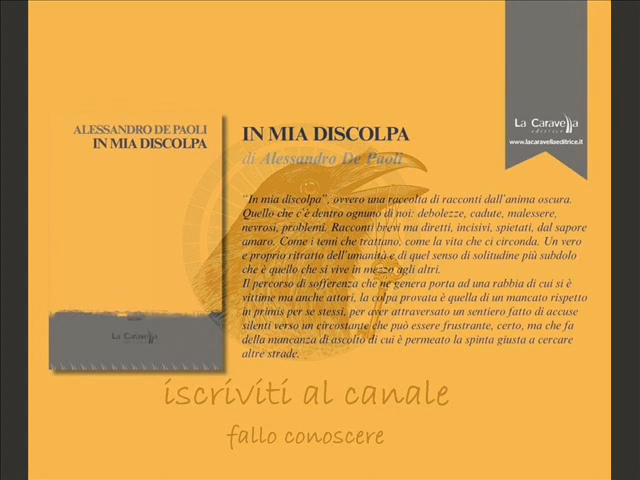 La Caravella
editrice
www.lacaravellaeditrice.it
ALESSANDRO DE PAOLI
IN MIA DISCOLPA
La Caravella
IN MIA DISCOLPA
di Alessandro De Paoli
“In mia discolpa”, ovvero una raccolta di racconti dall'anima oscura.
Quello che c'è dentro ognuno di noi: debolezze, cadute, malessere,
nevrosi, problemi. Racconti brevi ma diretti, incisivi, spietati, dal sapore
amaro. Come i temi che trattano, come la vita che ci circonda. Un vero
e proprio ritratto dell'umanità e di quel senso di solitudine più subdolo
che è quello che si vive in mezzo agli altri.
Il percorso di sofferenza che ne genera porta ad una rabbia di cui si è
vittime ma anche attori, la colpa provata è quella di un mancato rispetto
in primis per se stessi, per aver attraversato un sentiero fatto di accuse
silenti verso un circostante che può essere frustrante, certo, ma che fa
della mancanza di ascolto di cui è permeato la spinta giusta a cercare
altre strade.
iscriviti al canale
fallo conoscere